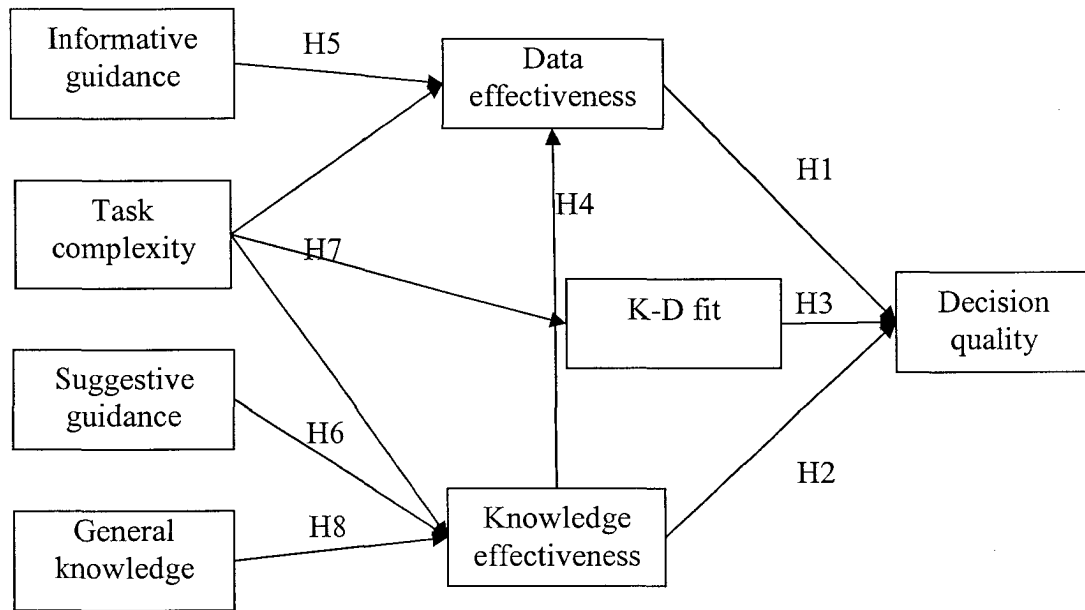 Informative
guidance
H5
Data
effectiveness
Task
complexity
H7
H4
H1
K-D fit
H3
Decision
quality
Suggestive
guidance
H6
H2
General
knowledge
H8
Knowledge
effectiveness